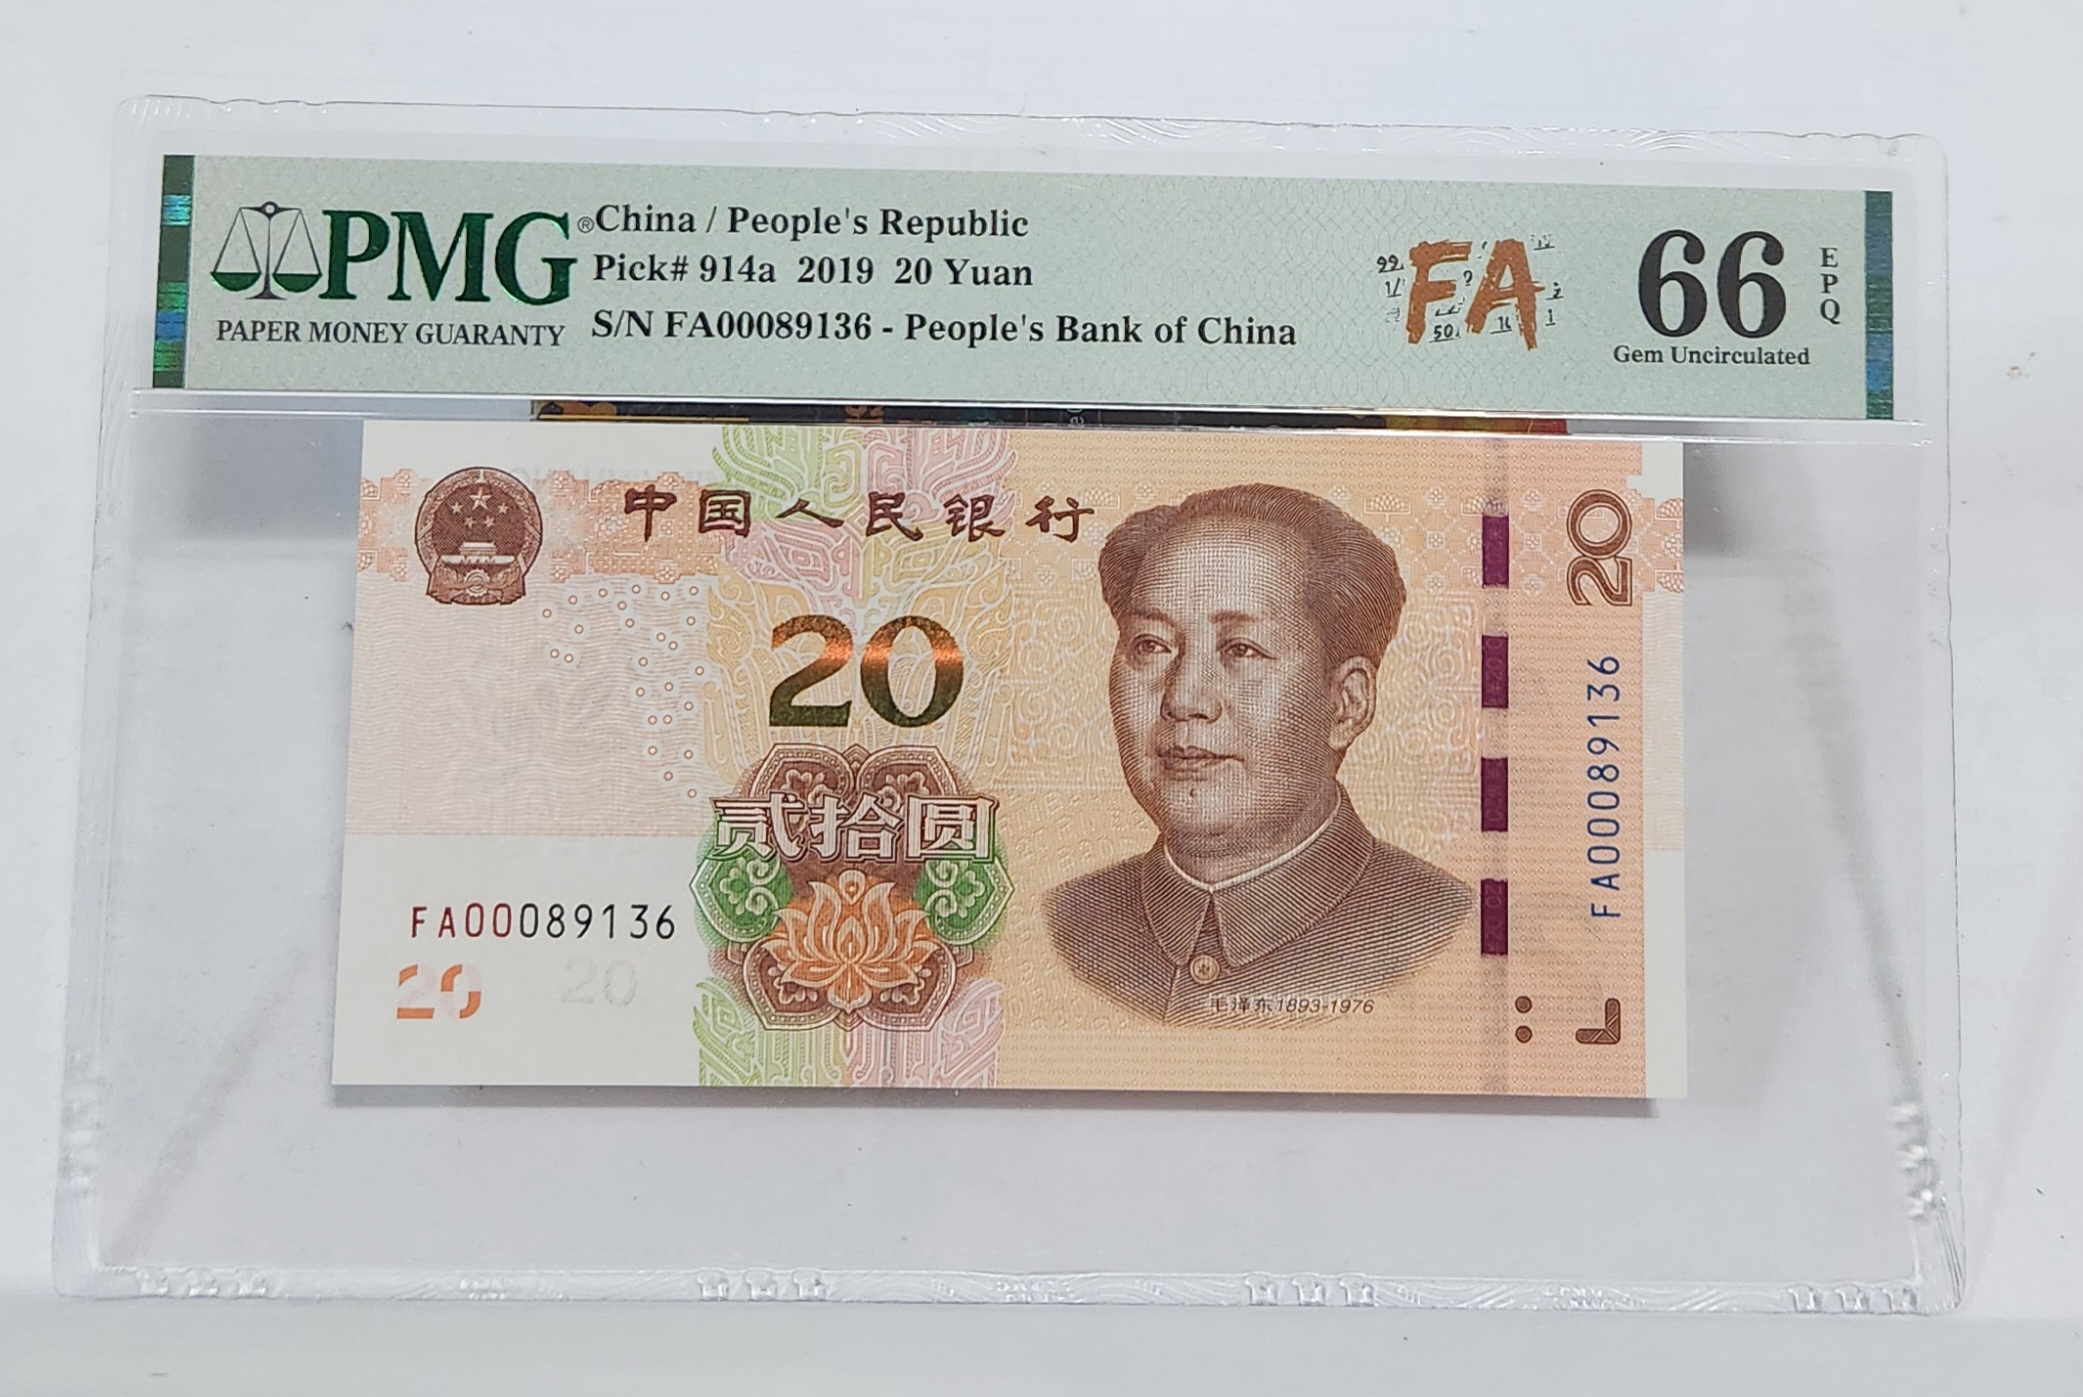 PMG®
PAPER MONEY GUARANTY
China / People's Republic
Pick# 914a 2019 20 Yuan
S/N FA00089136 - People's Bank of China
FA
66
EPQ
Gem Uncirculated
中国人民银行
20
20
贰拾圆
FA00089136
20
20
毛泽东1893-1976
FA00089136